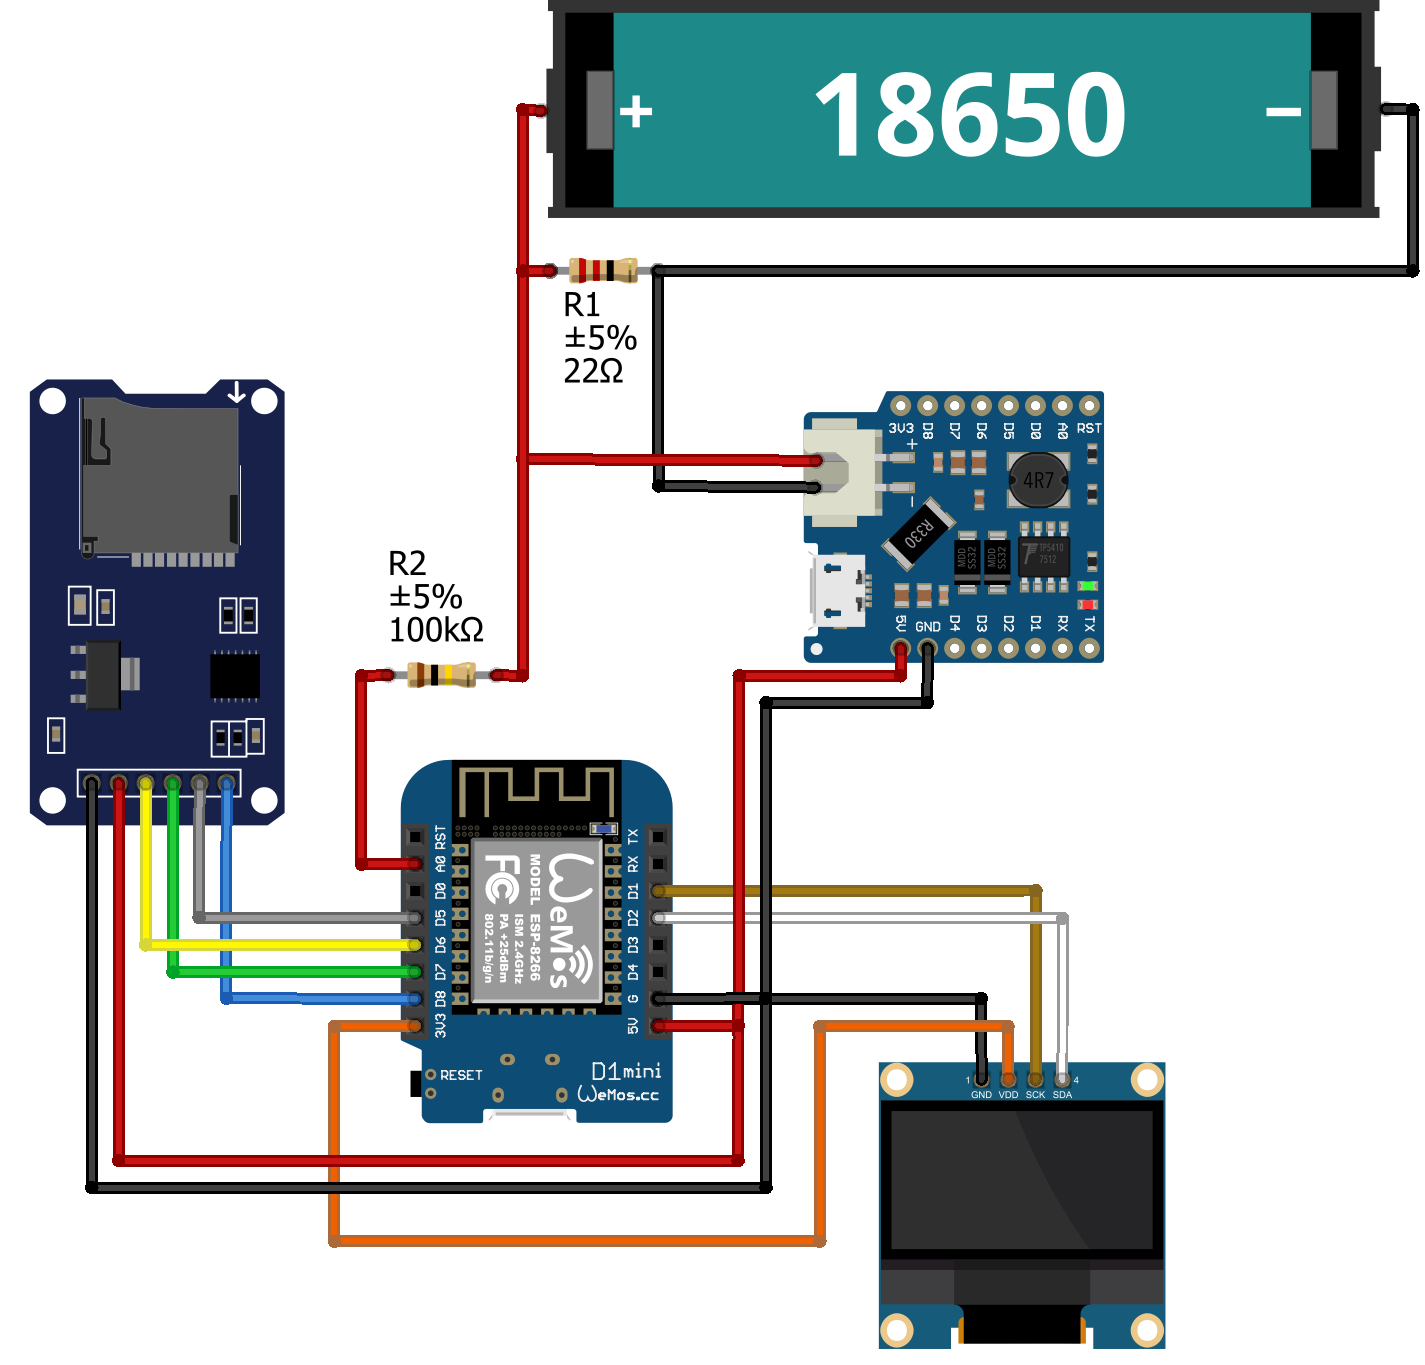 + 18650 −
R1
±5%
22Ω
3V3 D8 D7 D6 D5 D0 A0 RST
+
−
4R7
R330
MDD
SS32
MDD
SS32
TP5410
7512
5V GND D4 D3 D2 D1 RX TX
R2
±5%
100kΩ
RST
A0
D0
D5
D6
D7
D8
3V3
TX
RX
D1
D2
D3
D4
G
5V
WeMos
MODEL ESP-8266
ISM 2.4GHz
PA +25dBm
802.11b/g/n
FC
RESET
D1mini
WeMos.cc
1 4
GND VDD SCK SDA